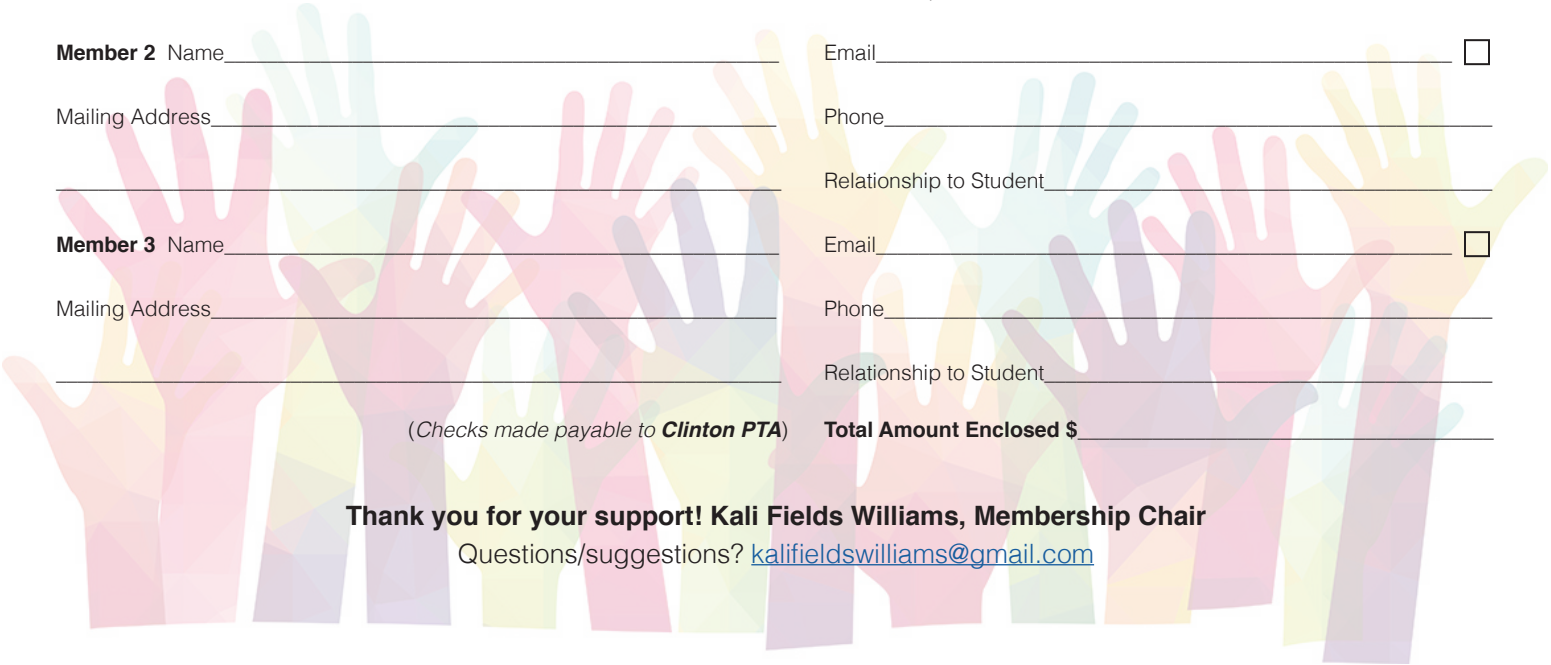 Member 2 Name Email
Mailing Address Phone
Relationship to Student
Member 3 Name Email
Mailing Address Phone
Relationship to Student
(Checks made payable to Clinton PTA) Total Amount Enclosed $
Thank you for your support! Kali Fields Williams, Membership Chair
Questions/suggestions? kalifieldswilliams@gmail.com